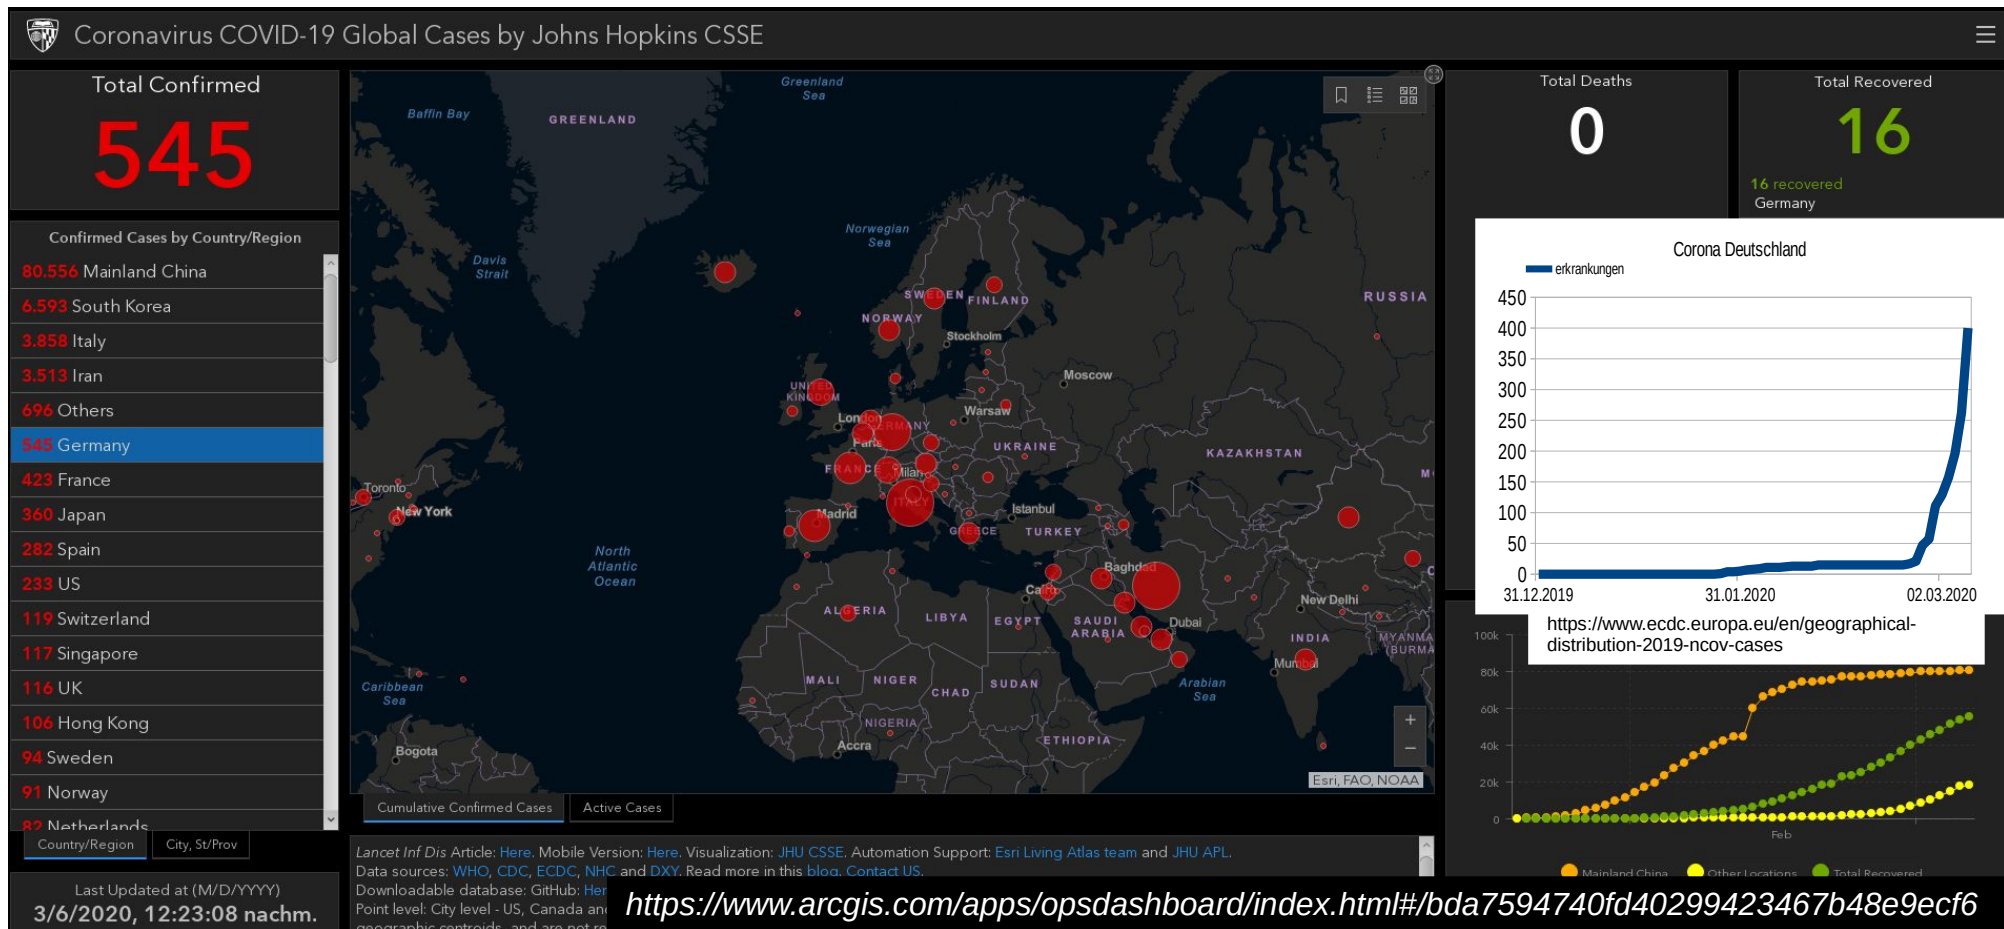 Coronavirus COVID-19 Global Cases by Johns Hopkins CSSE
Total Confirmed
545
Confirmed Cases by Country/Region
80.556 Mainland China
6.593 South Korea
3.858 Italy
3.513 Iran
696 Others
545 Germany
423 France
360 Japan
282 Spain
233 US
119 Switzerland
117 Singapore
116 UK
106 Hong Kong
94 Sweden
91 Norway
82 Netherlands
Country/Region
City, St/Prov
Last Updated at (M/D/YYYY)
3/6/2020, 12:23:08 nachm.
Greenland
Sea
Baffin Bay
GREENLAND
Norwegian
Sea
Davis
Strait
RUSSIA
SWEDEN
FINLAND
NORWAY
Stockholm
Moscow
UNITED
KINGDOM
London
Warsaw
GERMANY
Paris
UKRAINE
KAZAKHSTAN
FRANCE
Milan
Toronto
New York
Madrid
ITALY
Istanbul
GREECE
TURKEY
North
Atlantic
Ocean
Baghdad
Cairo
New Delhi
ALGERIA
LIBYA
EGYPT
SAUDI
ARABIA
Dubai
INDIA
MYANMA
(BURMA
Mumbai
MALI
NIGER
CHAD
SUDAN
Caribbean
Sea
Arabian
Sea
NIGERIA
Bogota
Accra
ETHIOPIA
+
−
Esri, FAO, NOAA
Cumulative Confirmed Cases
Active Cases
Lancet Inf Dis Article: Here. Mobile Version: Here. Visualization: JHU CSSE. Automation Support: Esri Living Atlas team and JHU APL.
Data sources: WHO, CDC, ECDC, NHC and DXY. Read more in this blog. Contact US.
Downloadable database: GitHub:
Point level: City level - US, Canada
geographic centroids, and are not
Total Deaths
0
Total Recovered
16
16 recovered
Germany
Corona Deutschland
erkrankungen
450
400
350
300
250
200
150
100
50
0
31.12.2019
31.01.2020
02.03.2020
https://www.ecdc.europa.eu/en/geographical-
distribution-2019-ncov-cases
100k
80k
60k
40k
20k
0
Feb
Mainland China
Other Locations
Total Recovered
https://www.arcgis.com/apps/opsdashboard/index.html#/bda7594740fd40299423467b48e9ecf6